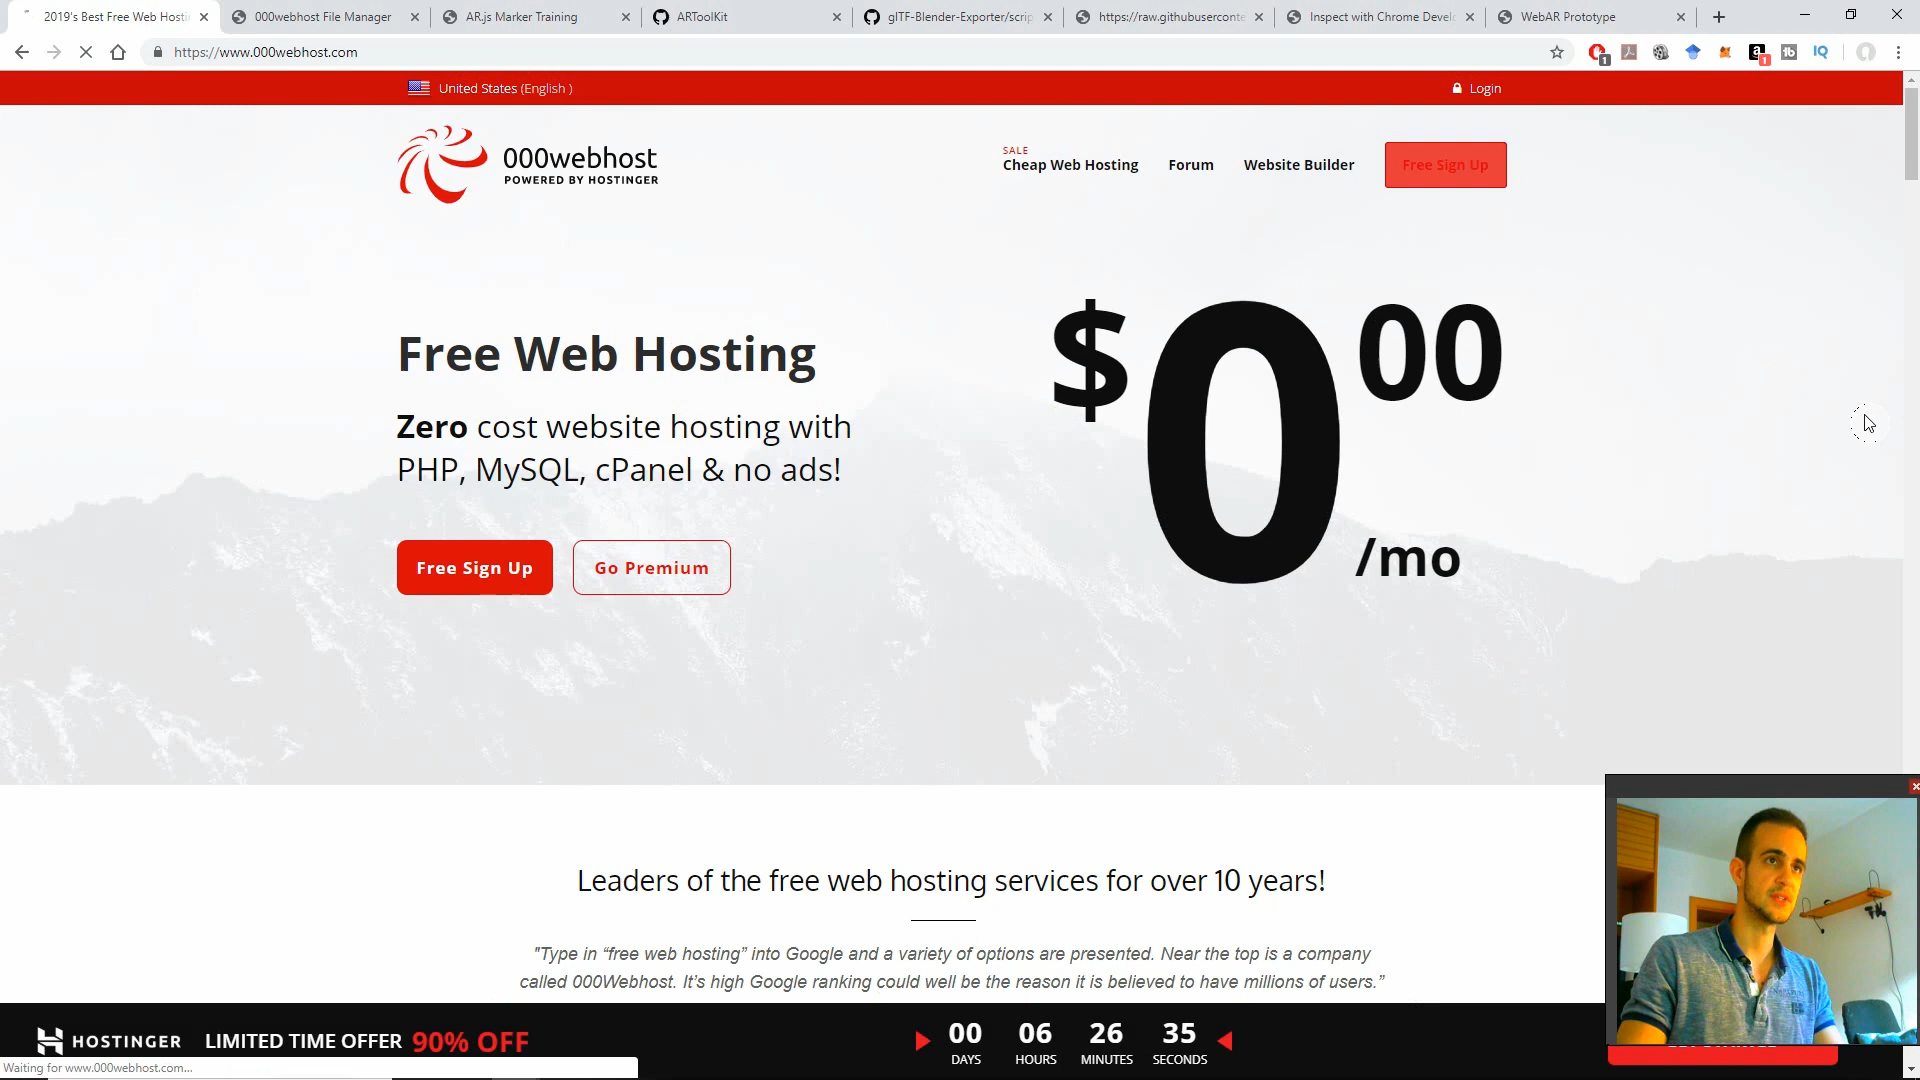 2019's Best Free Web Hosti
000webhost File Manager
AR.js Marker Training
ARToolKit
glTF-Blender-Exporter/scrip
https://raw.githubuserconte
Inspect with Chrome Develo
WebAR Prototype
https://www.000webhost.com
1
1
IQ
United States (English )
Login
000webhost
POWERED BY HOSTINGER
SALE
Cheap Web Hosting
Forum
Website Builder
Free Sign Up
$0 00
/mo
Free Web Hosting
Zero cost website hosting with
PHP, MySQL, cPanel & no ads!
Free Sign Up
Go Premium
Leaders of the free web hosting services for over 10 years!
"Type in “free web hosting” into Google and a variety of options are presented. Near the top is a company
called 000Webhost. It’s high Google ranking could well be the reason it is believed to have millions of users.”
HOSTINGER
LIMITED TIME OFFER 90% OFF
00 06 26 35
DAYS HOURS MINUTES SECONDS
Waiting for www.000webhost.com...